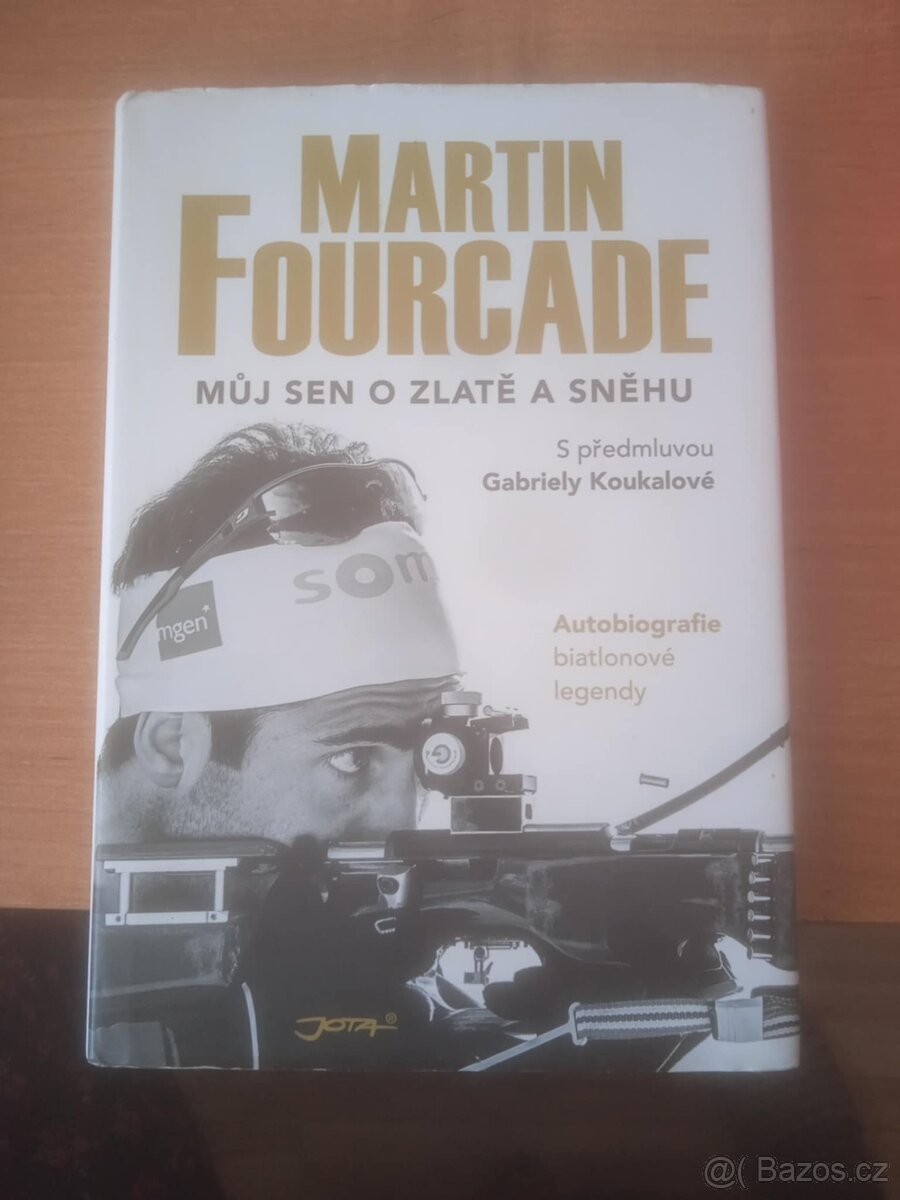 MARTIN
FOURCADE
MŮJ SEN O ZLATĚ A SNĚHU
S předmluvou
Gabriely Koukalové
som
mgen*
Autobiografie
biatlonové
legendy
JOTA®
@( Bazos.cz